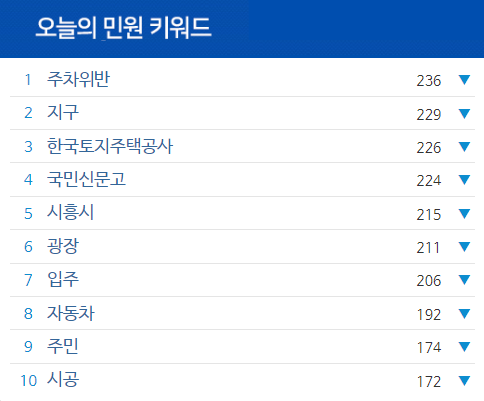 오늘의 민원 키워드
1 주차위반 236 ▼
2 지구 229 ▼
3 한국토지주택공사 226 ▼
4 국민신문고 224 ▼
5 시흥시 215 ▼
6 광장 211 ▼
7 입주 206 ▼
8 자동차 192 ▼
9 주민 174 ▼
10 시공 172 ▼